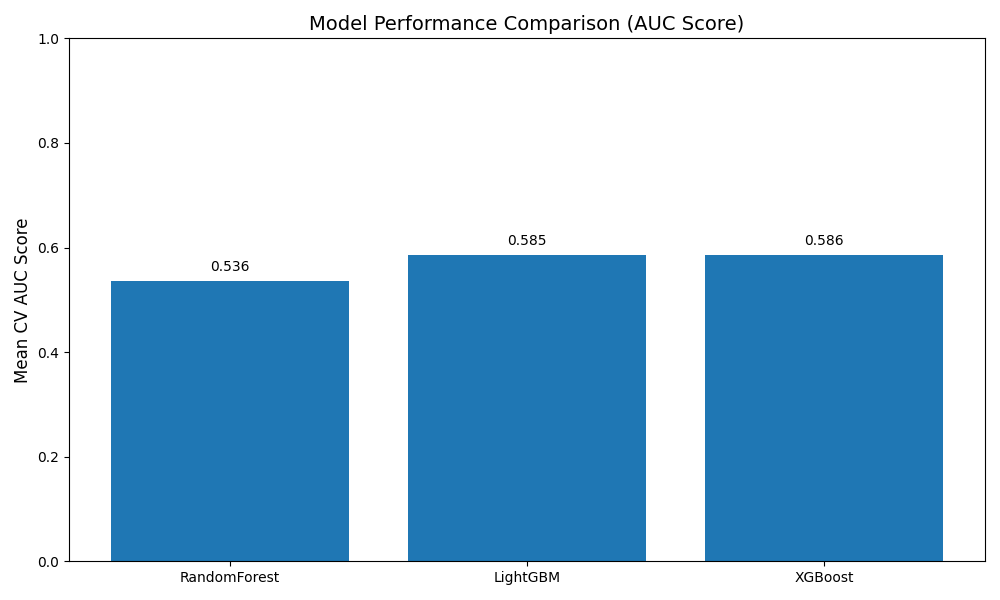 Model Performance Comparison (AUC Score)
Mean CV AUC Score
1.0
0.8
0.6
0.4
0.2
0.0
0.536
0.585
0.586
RandomForest
LightGBM
XGBoost